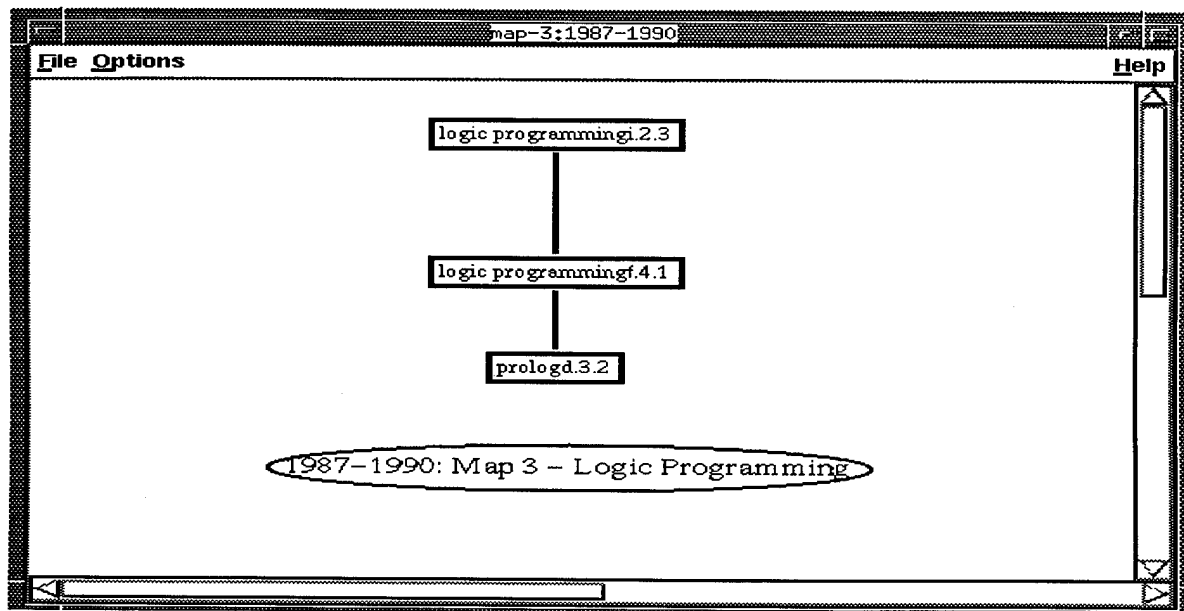 map-3:1987-1990
File Options Help
logic programmingi.2.3
logic programmingf.4.1
prologd.3.2
1987-1990: Map 3 - Logic Programming